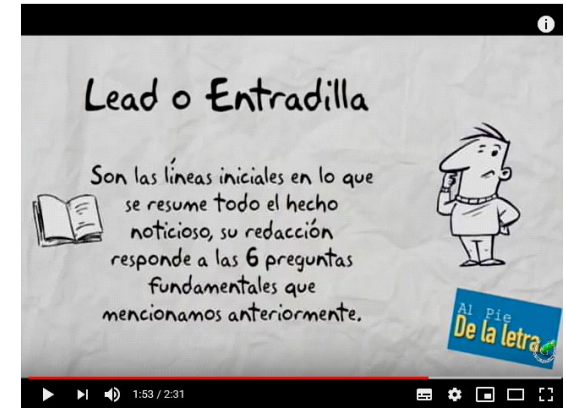 Lead o Entradilla
Son las líneas iniciales en lo que
se resume todo el hecho
noticioso, su redacción
responde a las 6 preguntas
fundamentales que
mencionamos anteriormente.
Al Pie
De la letra
1:53 / 2:31